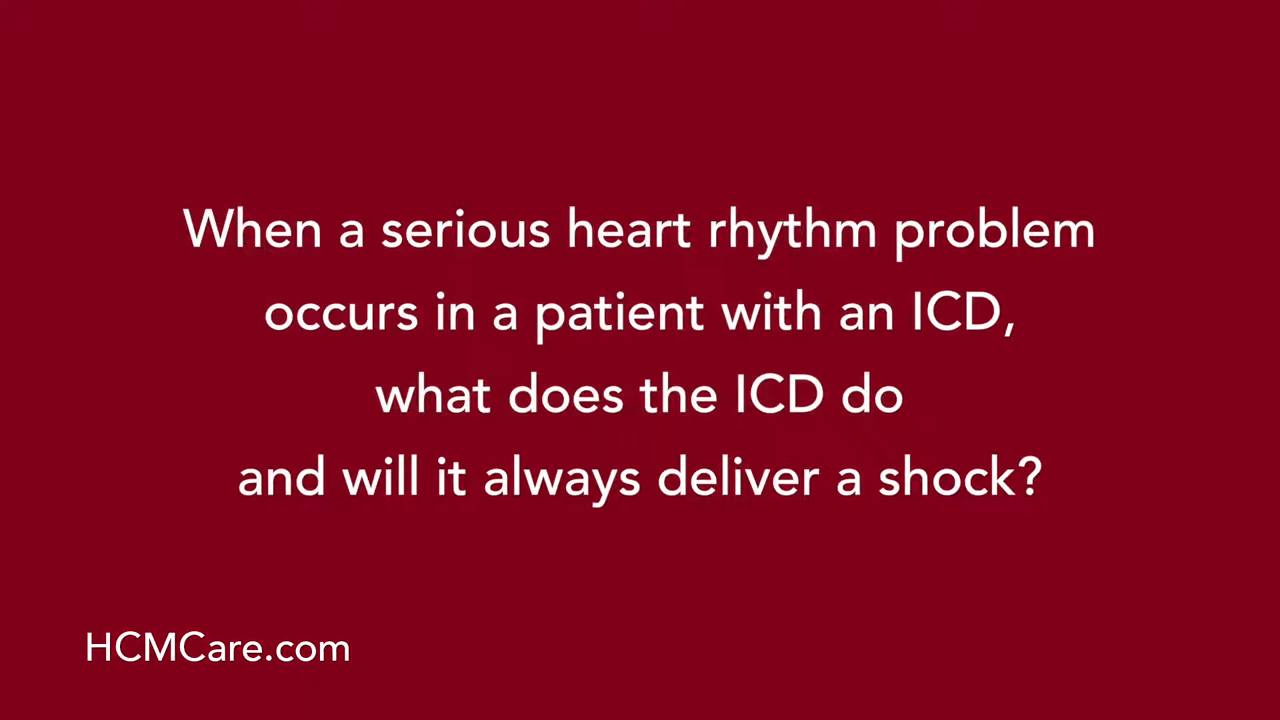 When a serious heart rhythm problem
occurs in a patient with an ICD,
what does the ICD do
and will it always deliver a shock?
HCMCare.com